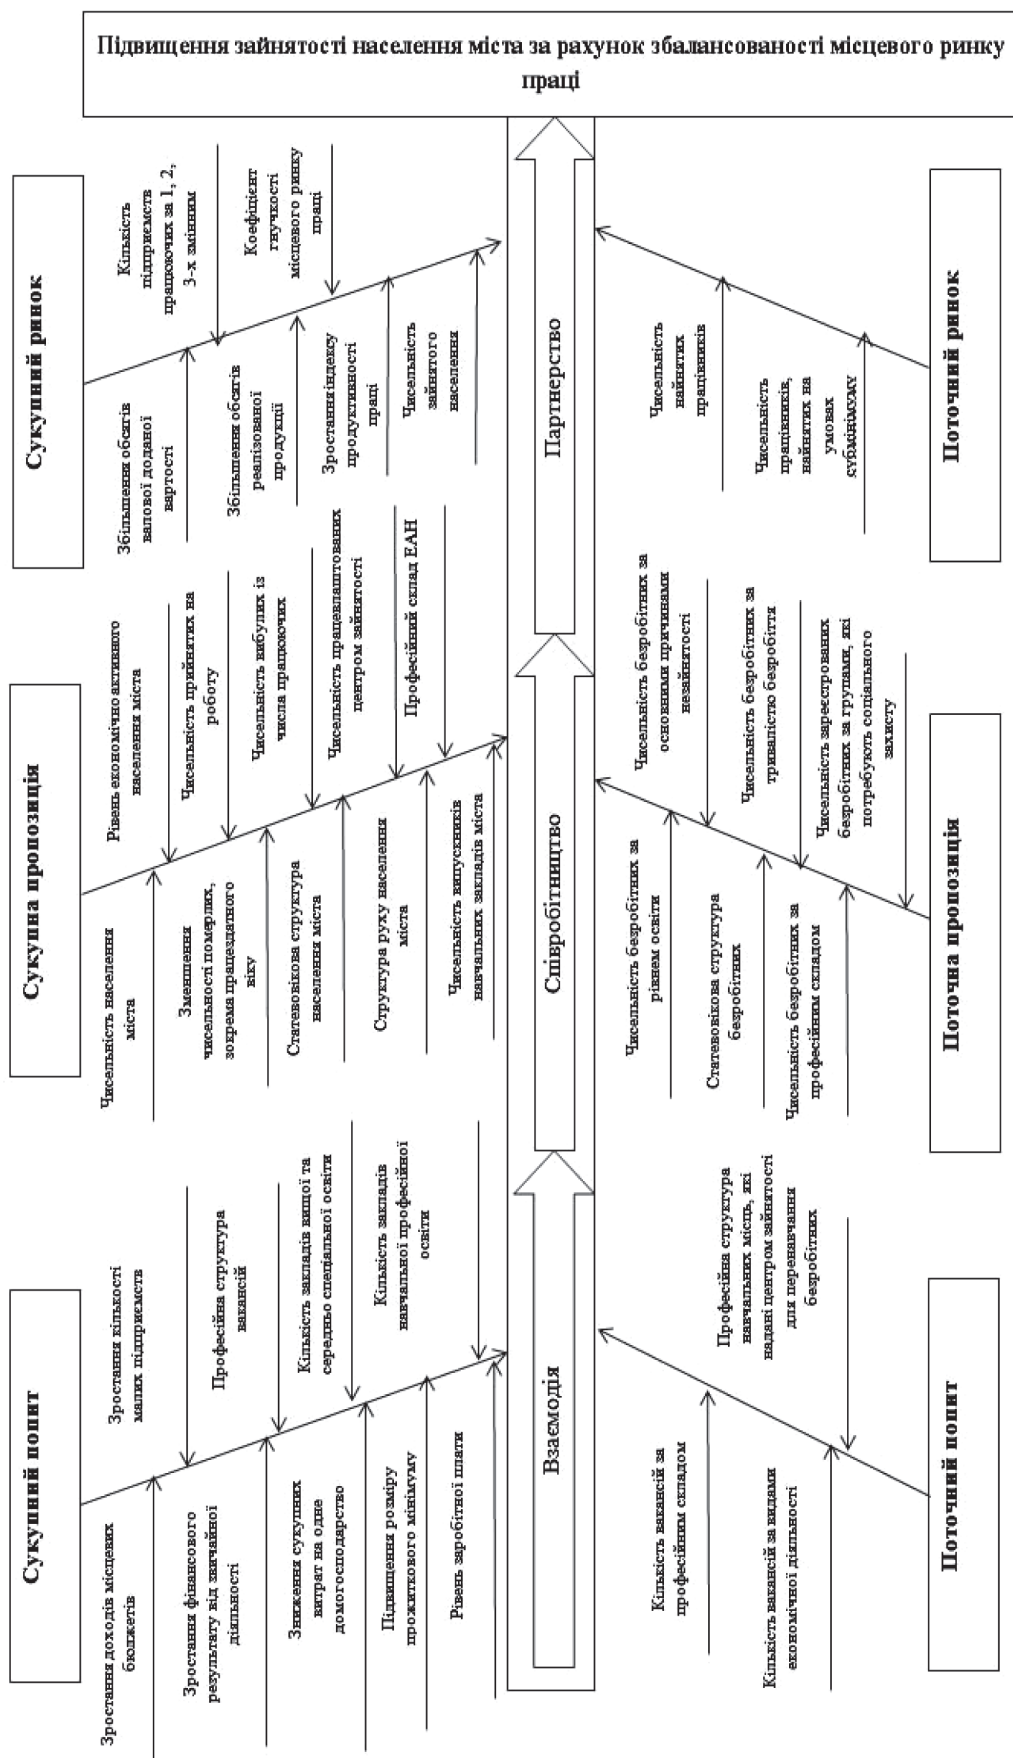 Підвищення зайнятості населення міста за рахунок збалансованості місцевого ринку
праці
Сукупний попит
Зростання доходів місцевих
бюджетів
Зростання кількості
малих підприємств
Зростання фінансового
результату від звичайної
діяльності
Професійна структура
вакансій
Зниження сукупних
витрат на одне
домогосподарство
Кількість закладів вищої та
середньо спеціальної освіти
Підвищення розміру
прожиткового мінімуму
Кількість закладів
навчальної професійної
освіти
Рівень заробітної плати
Сукупна пропозиція
Чисельність населення
міста
Рівень економічно активного
населення міста
Зменшення
чисельності померлих,
зокрема працездатного
віку
Чисельність прийнятих на
роботу
Статевовікова структура
населення міста
Чисельність вибулих із
числа працюючих
Структура руху населення
міста
Чисельність працевлаштованих
центром зайнятості
Чисельність випускників
навчальних закладів міста
Професійний склад ЕАН
Сукупний ринок
Збільшення обсягів
валової доданої
вартості
Кількість
підприємств
працюючих за 1, 2,
3-х змінним
Збільшення обсягів
реалізованої
продукції
Коефіцієнт
гнучкості
місцевого ринку
праці
Зростання індексу
продуктивності
праці
Чисельність
зайнятого
населення
Взаємодія
Співробітництво
Партнерство
Кількість вакансій за
професійним складом
Кількість вакансій за видами
економічної діяльності
Професійна структура
навчальних місць, які
надані центром зайнятості
для перенавчання
безробітних
Поточний попит
Чисельність безробітних за
рівнем освіти
Чисельність безробітних за
основними причинами
незайнятості
Статевовікова структура
безробітних
Чисельність безробітних за
тривалістю безробіття
Чисельність безробітних за
професійним складом
Чисельність зареєстрованих
безробітних за групами, які
потребують соціального
захисту
Поточна пропозиція
Чисельність
найнятих
працівників
Чисельність
працівників,
найнятих на
умовах
субмінімуму
Поточний ринок